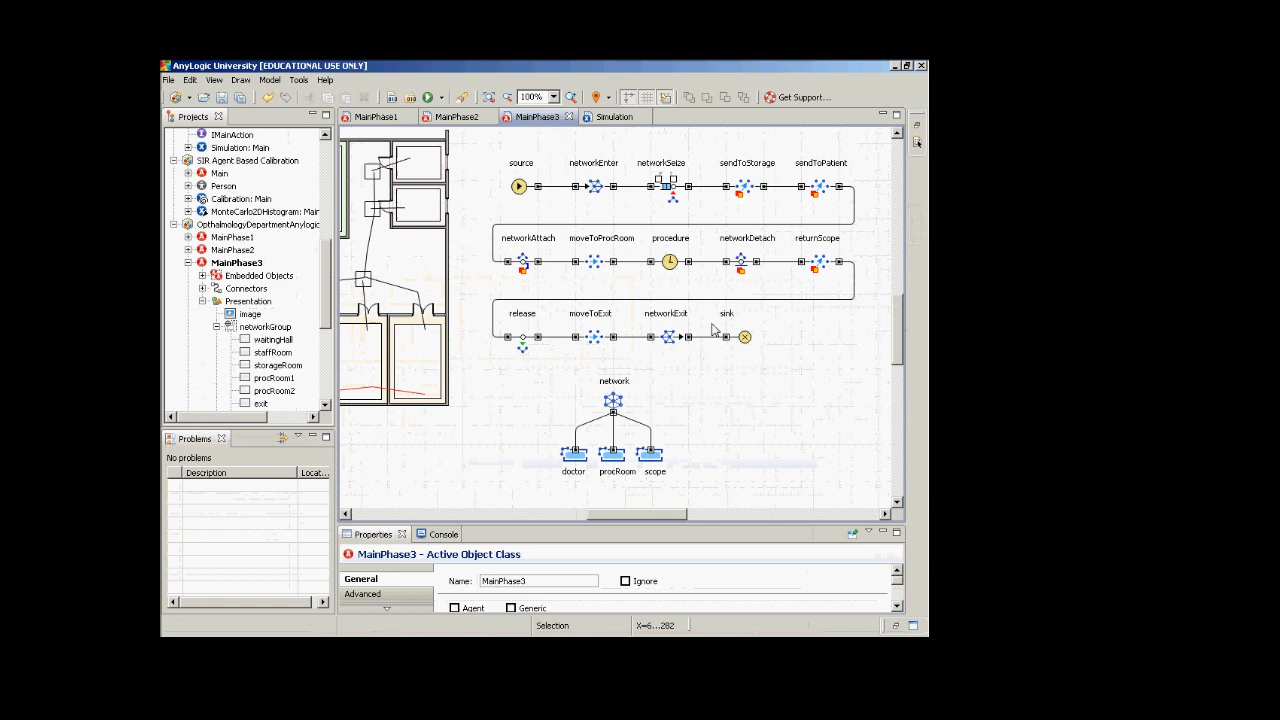 AnyLogic University [EDUCATIONAL USE ONLY]
File Edit View Draw Model Tools Help
100% Get Support...
Projects MainPhase1 MainPhase2 MainPhase3 Simulation
IMainAction
Simulation: Main
SIR Agent Based Calibration
Main
Person
Calibration: Main
MonteCarlo2DHistogram: Mair
OpthalmologyDepartmentAnylogic
MainPhase1
MainPhase2
MainPhase3
Embedded Objects
Connectors
Presentation
image
networkGroup
waitingHall
staffRoom
storageRoom
procRoom1
procRoom2
exit
source networkEnter networkSeize sendToStorage sendToPatient
networkAttach moveToProcRoom procedure networkDetach returnScope
release moveToExit networkExit sink
network
doctor procRoom scope
Problems
No problems
Description Locat...
Properties Console
MainPhase3 - Active Object Class
General
Advanced
Name: MainPhase3 Ignore
Agent Generic
Selection X=6...282